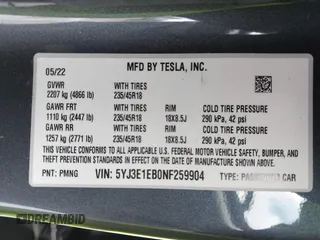 MFD BY TESLA, INC.
05/22
GVWR WITH TIRES
2207 kg (4866 lb) 235/45R18
GAWR FRT WITH TIRES RIM COLD TIRE PRESSURE
1110 kg (2447 lb) 235/45R18 18X8.5J 290 kPa, 42 psi
GAWR RR WITH TIRES RIM COLD TIRE PRESSURE
1257 kg (2771 lb) 235/45R18 18X8.5J 290 kPa, 42 psi
THIS VEHICLE CONFORMS TO ALL APPLICABLE
FEDERAL MOTOR VEHICLE SAFETY, BUMPER, AND
THEFT PREVENTION STANDARDS IN EFFECT ON THE
DATE OF MANUFACTURE SHOWN ABOVE.
PNT: PMNG VIN: 5YJ3E1EB0NF259904 TYPE: CAR
DREAMBID